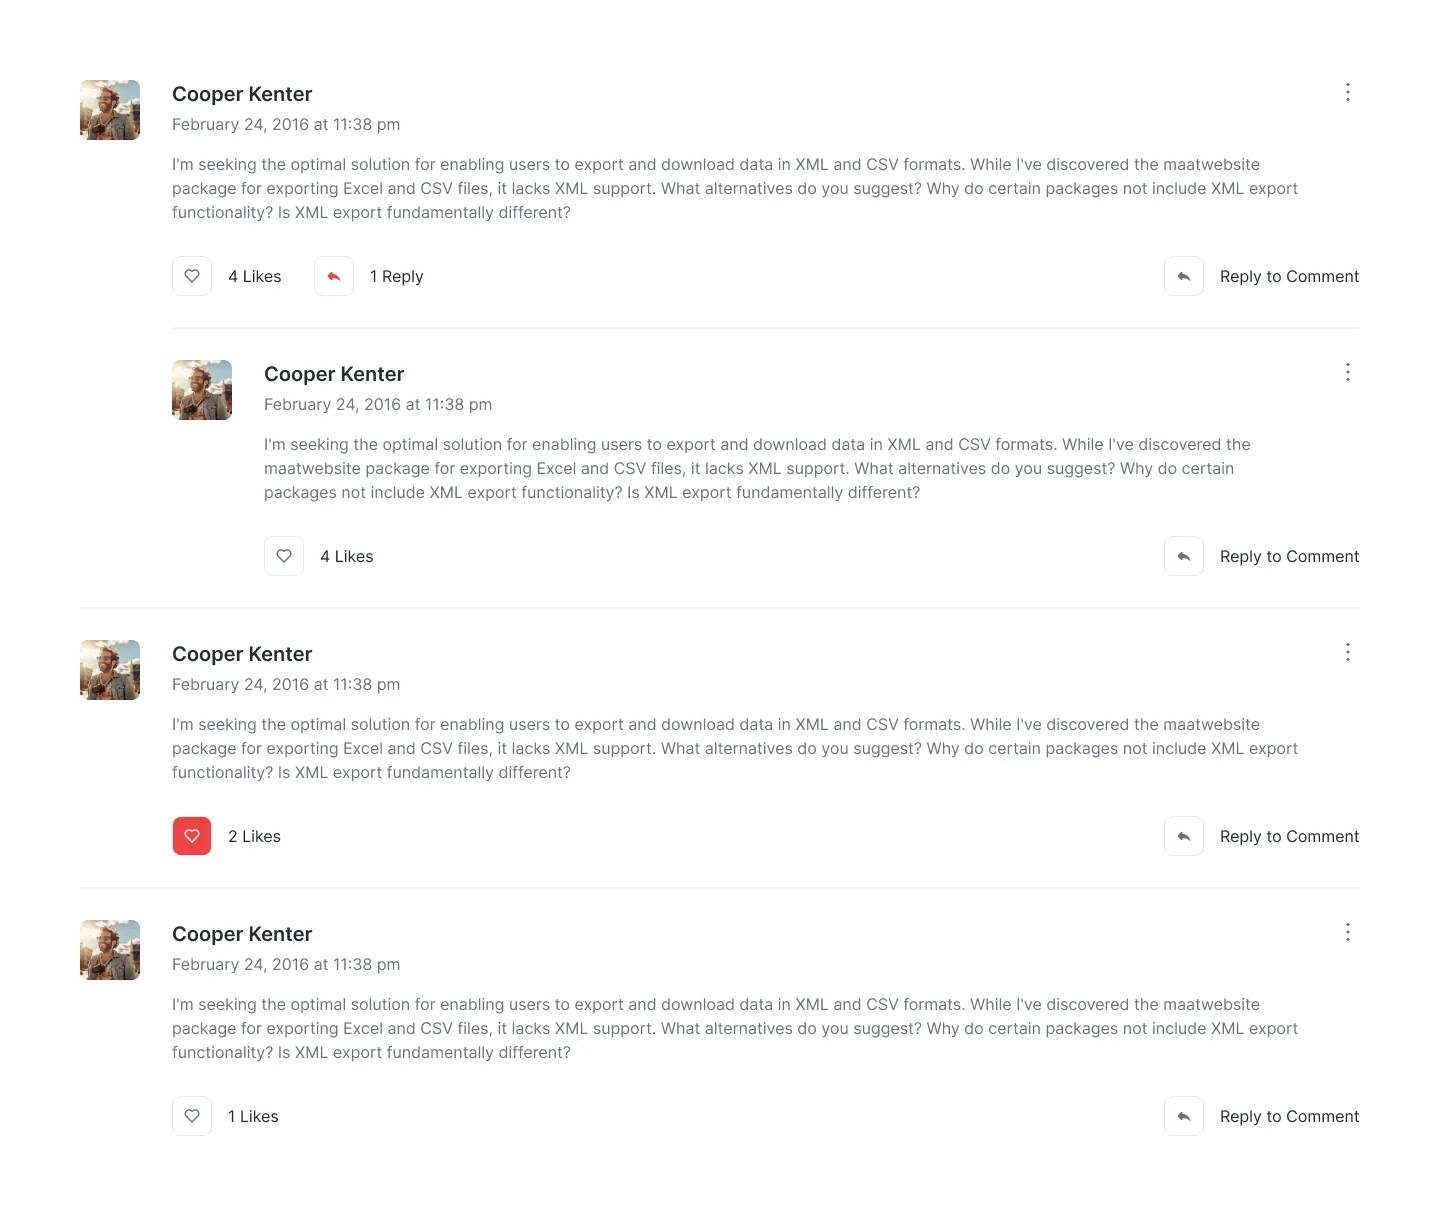 Cooper Kenter
February 24, 2016 at 11:38 pm
I'm seeking the optimal solution for enabling users to export and download data in XML and CSV formats. While I've discovered the maatwebsite
package for exporting Excel and CSV files, it lacks XML support. What alternatives do you suggest? Why do certain packages not include XML export
functionality? Is XML export fundamentally different?
4 Likes 1 Reply Reply to Comment
Cooper Kenter
February 24, 2016 at 11:38 pm
I'm seeking the optimal solution for enabling users to export and download data in XML and CSV formats. While I've discovered the
maatwebsite package for exporting Excel and CSV files, it lacks XML support. What alternatives do you suggest? Why do certain
packages not include XML export functionality? Is XML export fundamentally different?
4 Likes Reply to Comment
Cooper Kenter
February 24, 2016 at 11:38 pm
I'm seeking the optimal solution for enabling users to export and download data in XML and CSV formats. While I've discovered the maatwebsite
package for exporting Excel and CSV files, it lacks XML support. What alternatives do you suggest? Why do certain packages not include XML export
functionality? Is XML export fundamentally different?
2 Likes Reply to Comment
Cooper Kenter
February 24, 2016 at 11:38 pm
I'm seeking the optimal solution for enabling users to export and download data in XML and CSV formats. While I've discovered the maatwebsite
package for exporting Excel and CSV files, it lacks XML support. What alternatives do you suggest? Why do certain packages not include XML export
functionality? Is XML export fundamentally different?
1 Likes Reply to Comment